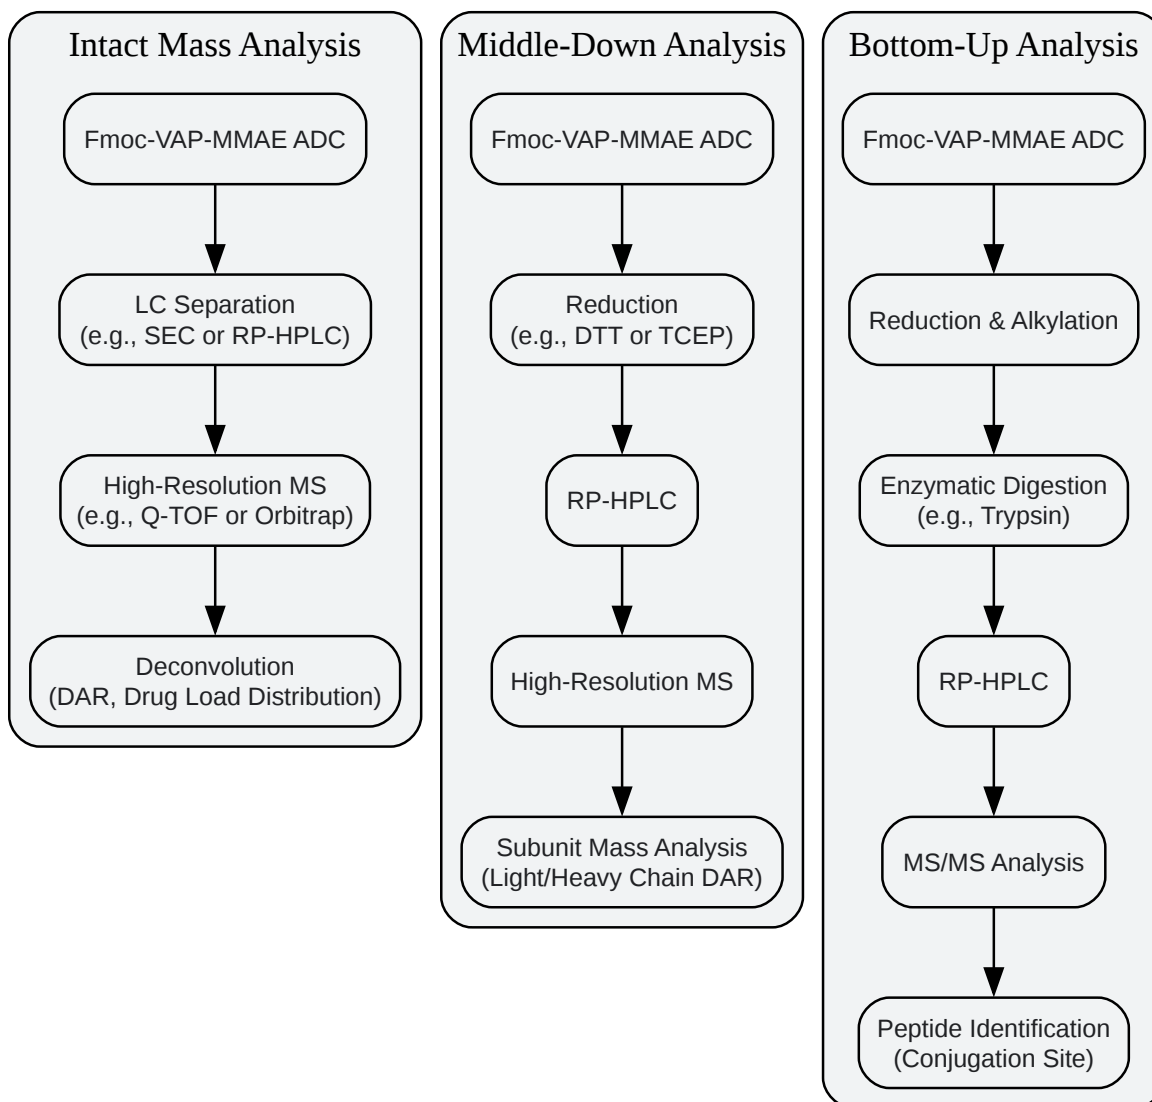 Intact Mass Analysis
Fmoc-VAP-MMAE ADC
LC Separation
(e.g., SEC or RP-HPLC)
High-Resolution MS
(e.g., Q-TOF or Orbitrap)
Deconvolution
(DAR, Drug Load Distribution)
Middle-Down Analysis
Fmoc-VAP-MMAE ADC
Reduction
(e.g., DTT or TCEP)
RP-HPLC
High-Resolution MS
Subunit Mass Analysis
(Light/Heavy Chain DAR)
Bottom-Up Analysis
Fmoc-VAP-MMAE ADC
Reduction & Alkylation
Enzymatic Digestion
(e.g., Trypsin)
RP-HPLC
MS/MS Analysis
Peptide Identification
(Conjugation Site)